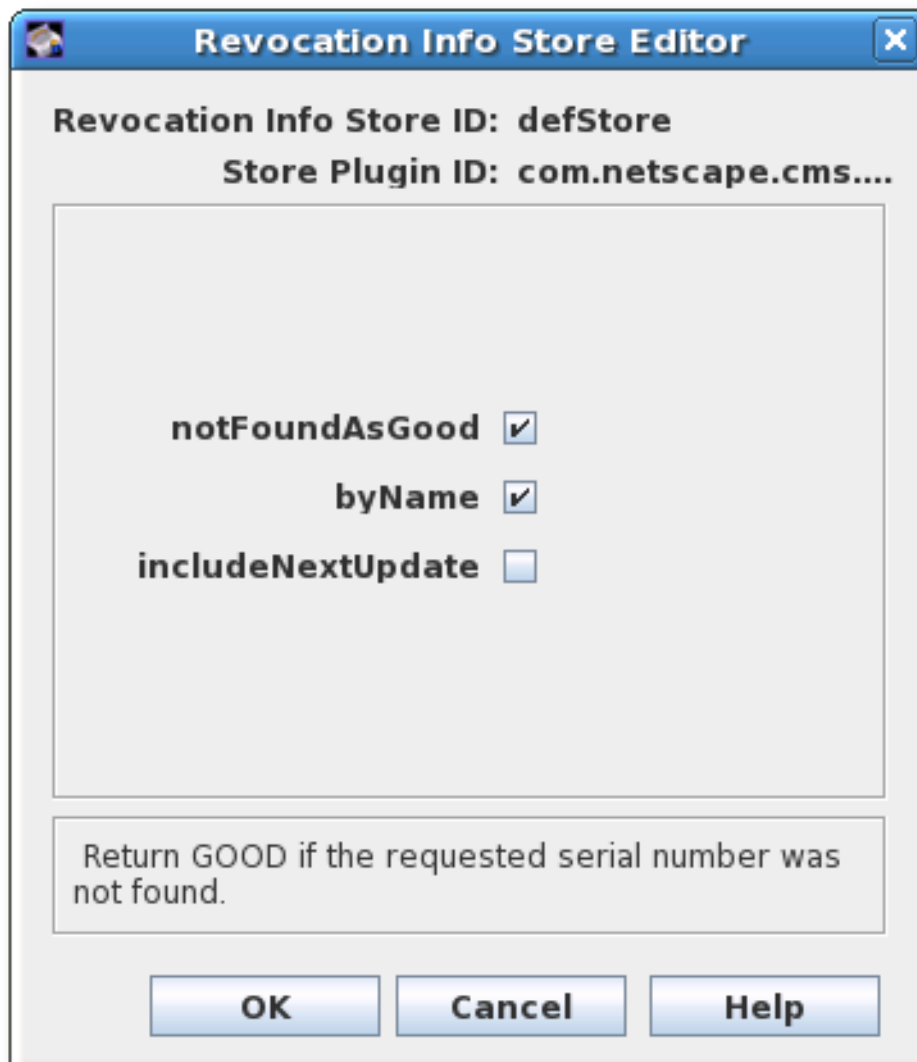 Revocation Info Store Editor
Revocation Info Store ID: defStore
Store Plugin ID: com.netscape.cms....
notFoundAsGood
byName
includeNextUpdate
Return GOOD if the requested serial number was
not found.
OK Cancel Help